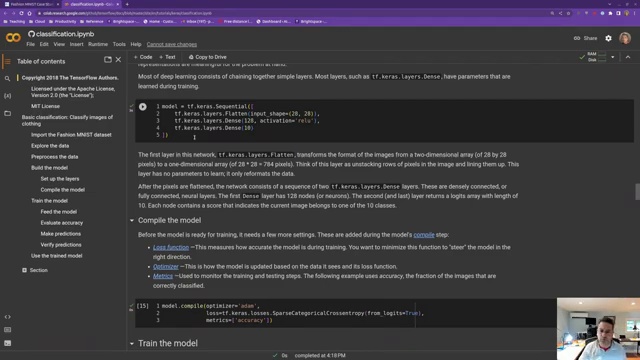 Fashion MNIST Case Stu
classification.ipynb
colab.research.google.com
classification.ipynb
File Edit View Insert Runtime Tools Help Cannot save changes
Share
+ Code + Text Copy to Drive
RAM
Disk
Table of contents
Copyright 2018 The TensorFlow Authors.
Licensed under the Apache License, Version 2.0 (the "License");
MIT License
Basic classification: Classify images of clothing
Import the Fashion MNIST dataset
Explore the data
Preprocess the data
Build the model
Set up the layers
Compile the model
Train the model
Feed the model
Evaluate accuracy
Make predictions
Verify predictions
Use the trained model
Section
representations are meaningful for the problem at hand.
Most of deep learning consists of chaining together simple layers. Most layers, such as tf.keras.layers.Dense, have parameters that are
learned during training.
1 model = tf.keras.Sequential([
2 tf.keras.layers.Flatten(input_shape=(28, 28)),
3 tf.keras.layers.Dense(128, activation='relu'),
4 tf.keras.layers.Dense(10)
5 ])
The first layer in this network, tf.keras.layers.Flatten, transforms the format of the images from a two-dimensional array (of 28 by 28
pixels) to a one-dimensional array (of 28 * 28 = 784 pixels). Think of this layer as unstacking rows of pixels in the image and lining them up. This
layer has no parameters to learn; it only reformats the data.
After the pixels are flattened, the network consists of a sequence of two tf.keras.layers.Dense layers. These are densely connected, or
fully connected, neural layers. The first Dense layer has 128 nodes (or neurons). The second (and last) layer returns a logits array with length
of 10. Each node contains a score that indicates the current image belongs to one of the 10 classes.
Compile the model
Before the model is ready for training, it needs a few more settings. These are added during the model's compile step:
• Loss function —This measures how accurate the model is during training. You want to minimize this function to "steer" the model in the
right direction.
• Optimizer —This is how the model is updated based on the data it sees and its loss function.
• Metrics —Used to monitor the training and testing steps. The following example uses accuracy, the fraction of the images that are
correctly classified.
[15] 1 model.compile(optimizer='adam',
2 loss=tf.keras.losses.SparseCategoricalCrossentropy(from_logits=True),
3 metrics=['accuracy'])
Train the model
0s completed at 4:18 PM